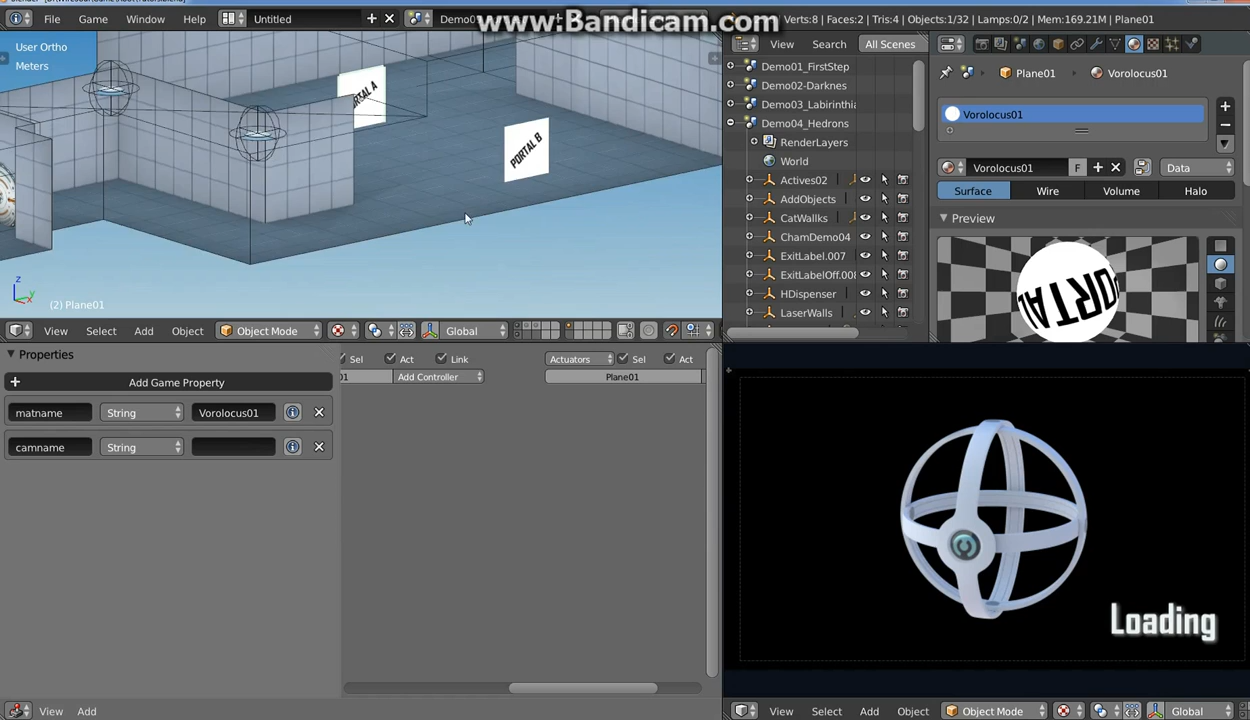 www.Bandicam.com
File Game Window Help Untitled Demo0 Verts:8 | Faces:2 | Tris:4 | Objects:1/32 | Lamps:0/2 | Mem:169.21M | Plane01
User Ortho
Meters
PORTAL B
(2) Plane01
View Select Add Object Object Mode Global
View Search All Scenes
Demo01_FirstStep
Demo02-Darknes
Demo03_Labirinthia
Demo04_Hedrons
RenderLayers
World
Actives02
AddObjects
CatWallks
ChamDemo04
ExitLabel.007
ExitLabelOff.008
HDispenser
LaserWalls
Plane01 Vorolocus01
Vorolocus01
Vorolocus01 F Data
Surface Wire Volume Halo
Preview
PORTAL
Properties
Add Game Property
matname String Vorolocus01
camname String
Sel Act Link Actuators Sel Act
01 Add Controller Plane01
View Add
Loading
View Select Add Object Object Mode Global